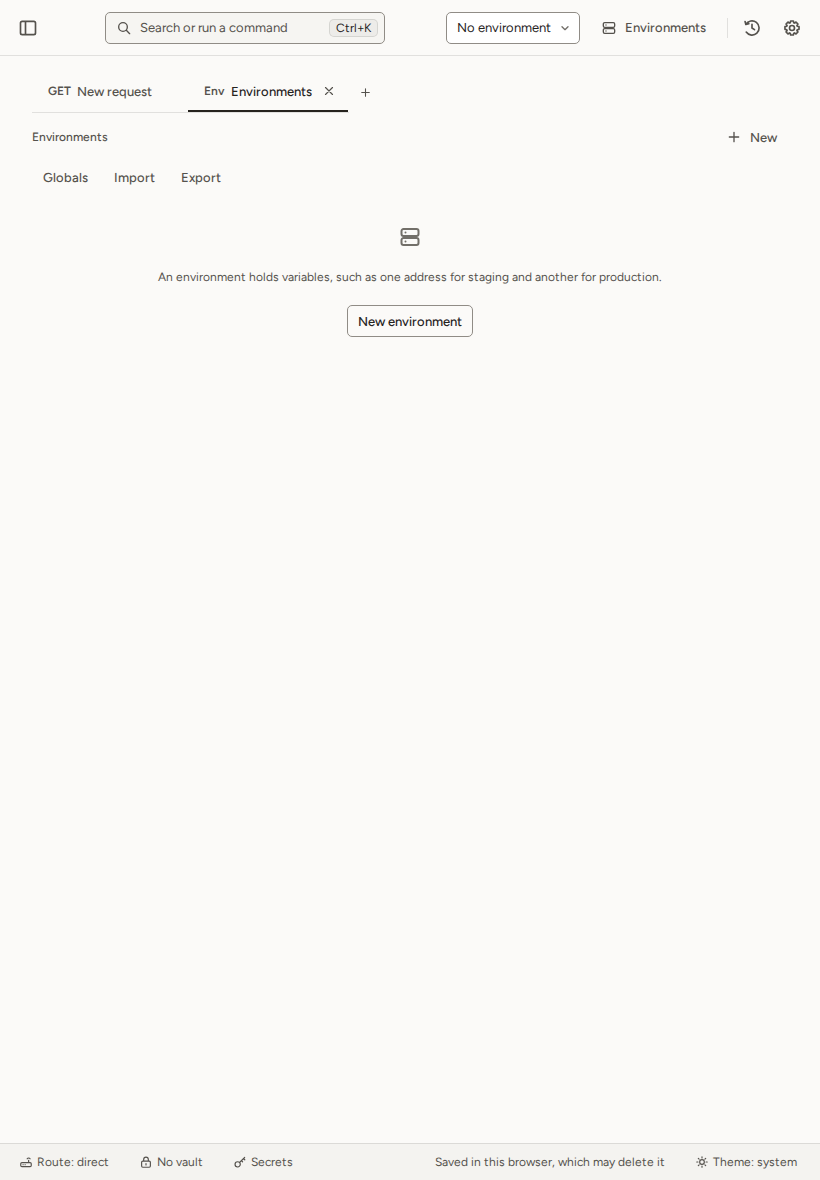 Search or run a command Ctrl+K No environment Environments
GET New request Env Environments
Environments New
Globals Import Export
An environment holds variables, such as one address for staging and another for production.
New environment
Route: direct No vault Secrets Saved in this browser, which may delete it Theme: system